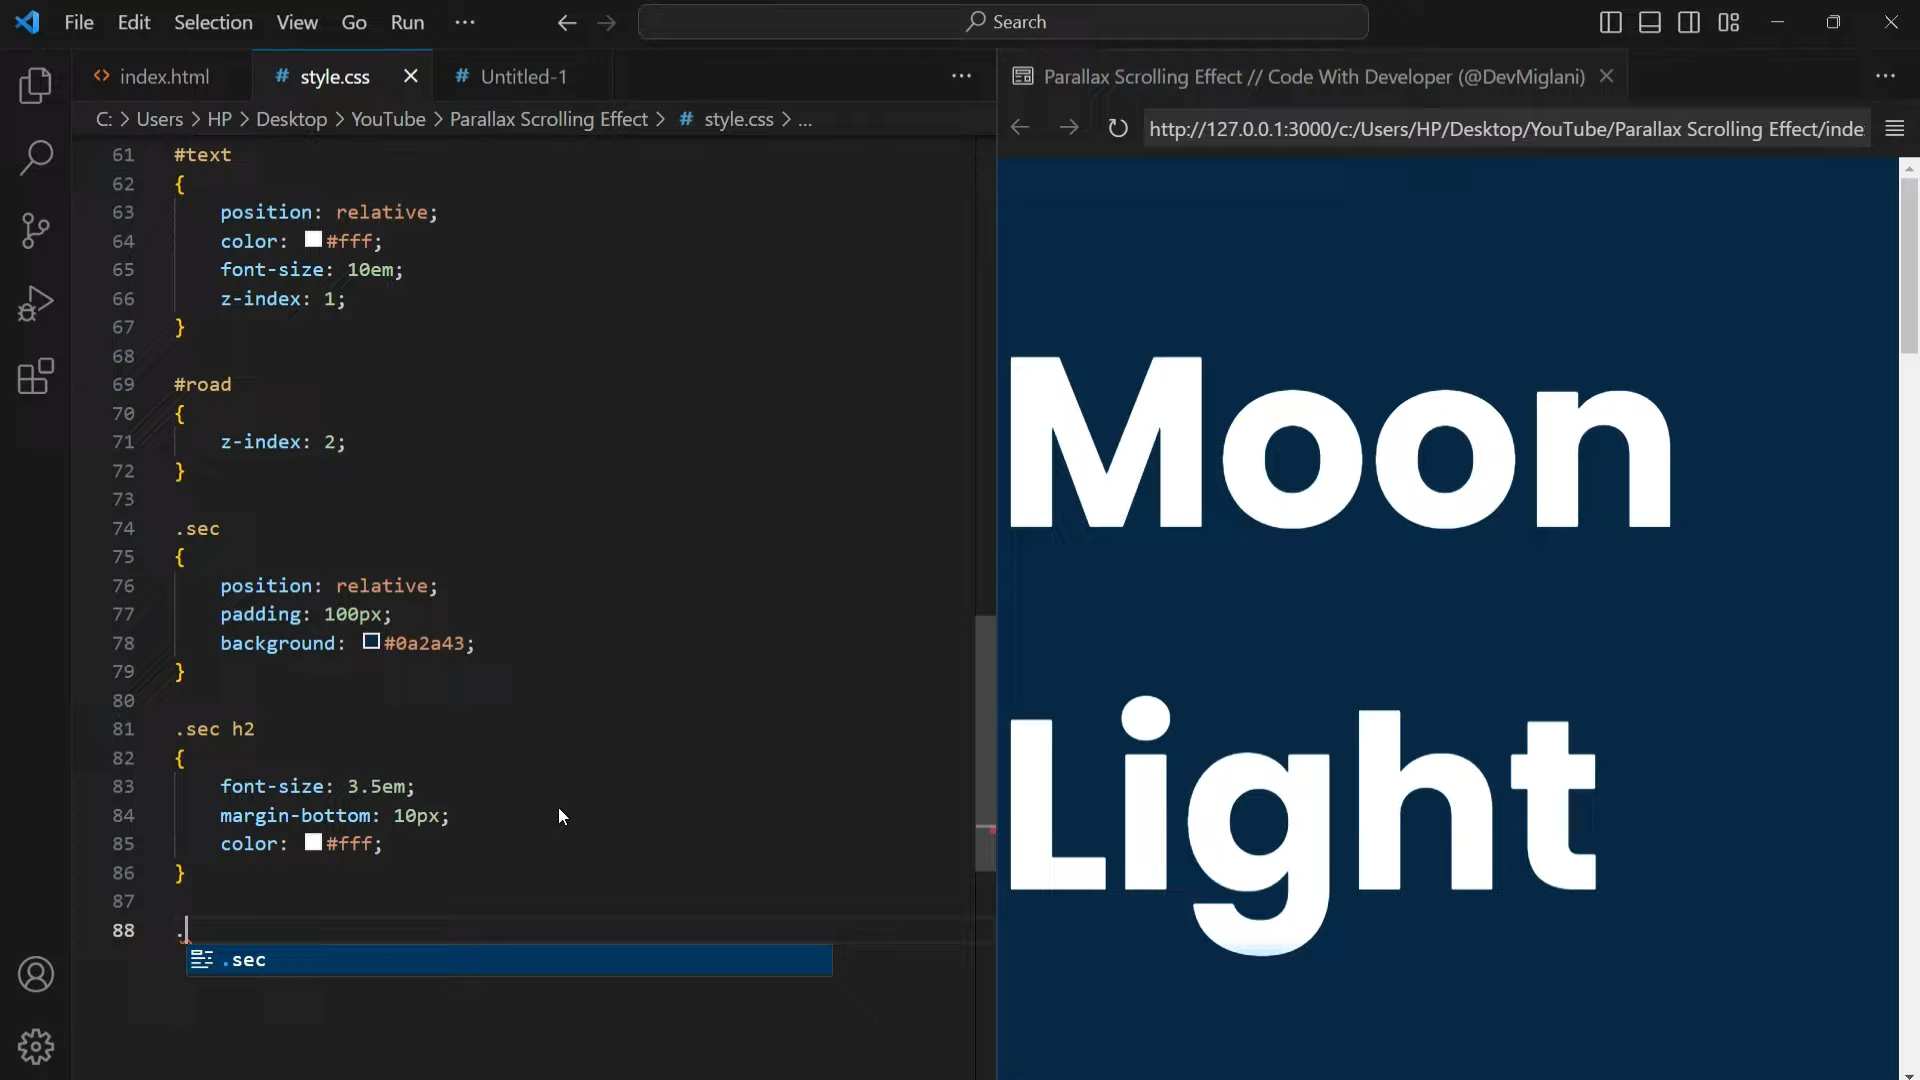 File Edit Selection View Go Run ···
Search
index.html
# style.css
# Untitled-1
C: > Users > HP > Desktop > YouTube > Parallax Scrolling Effect > # style.css > ...
61 #text
62 {
63 position: relative;
64 color: #fff;
65 font-size: 10em;
66 z-index: 1;
67 }
68
69 #road
70 {
71 z-index: 2;
72 }
73
74 .sec
75 {
76 position: relative;
77 padding: 100px;
78 background: #0a2a43;
79 }
80
81 .sec h2
82 {
83 font-size: 3.5em;
84 margin-bottom: 10px;
85 color: #fff;
86 }
87
88 .
.sec
Parallax Scrolling Effect // Code With Developer (@DevMiglani)
http://127.0.0.1:3000/c:/Users/HP/Desktop/YouTube/Parallax Scrolling Effect/inde
Moon
Light